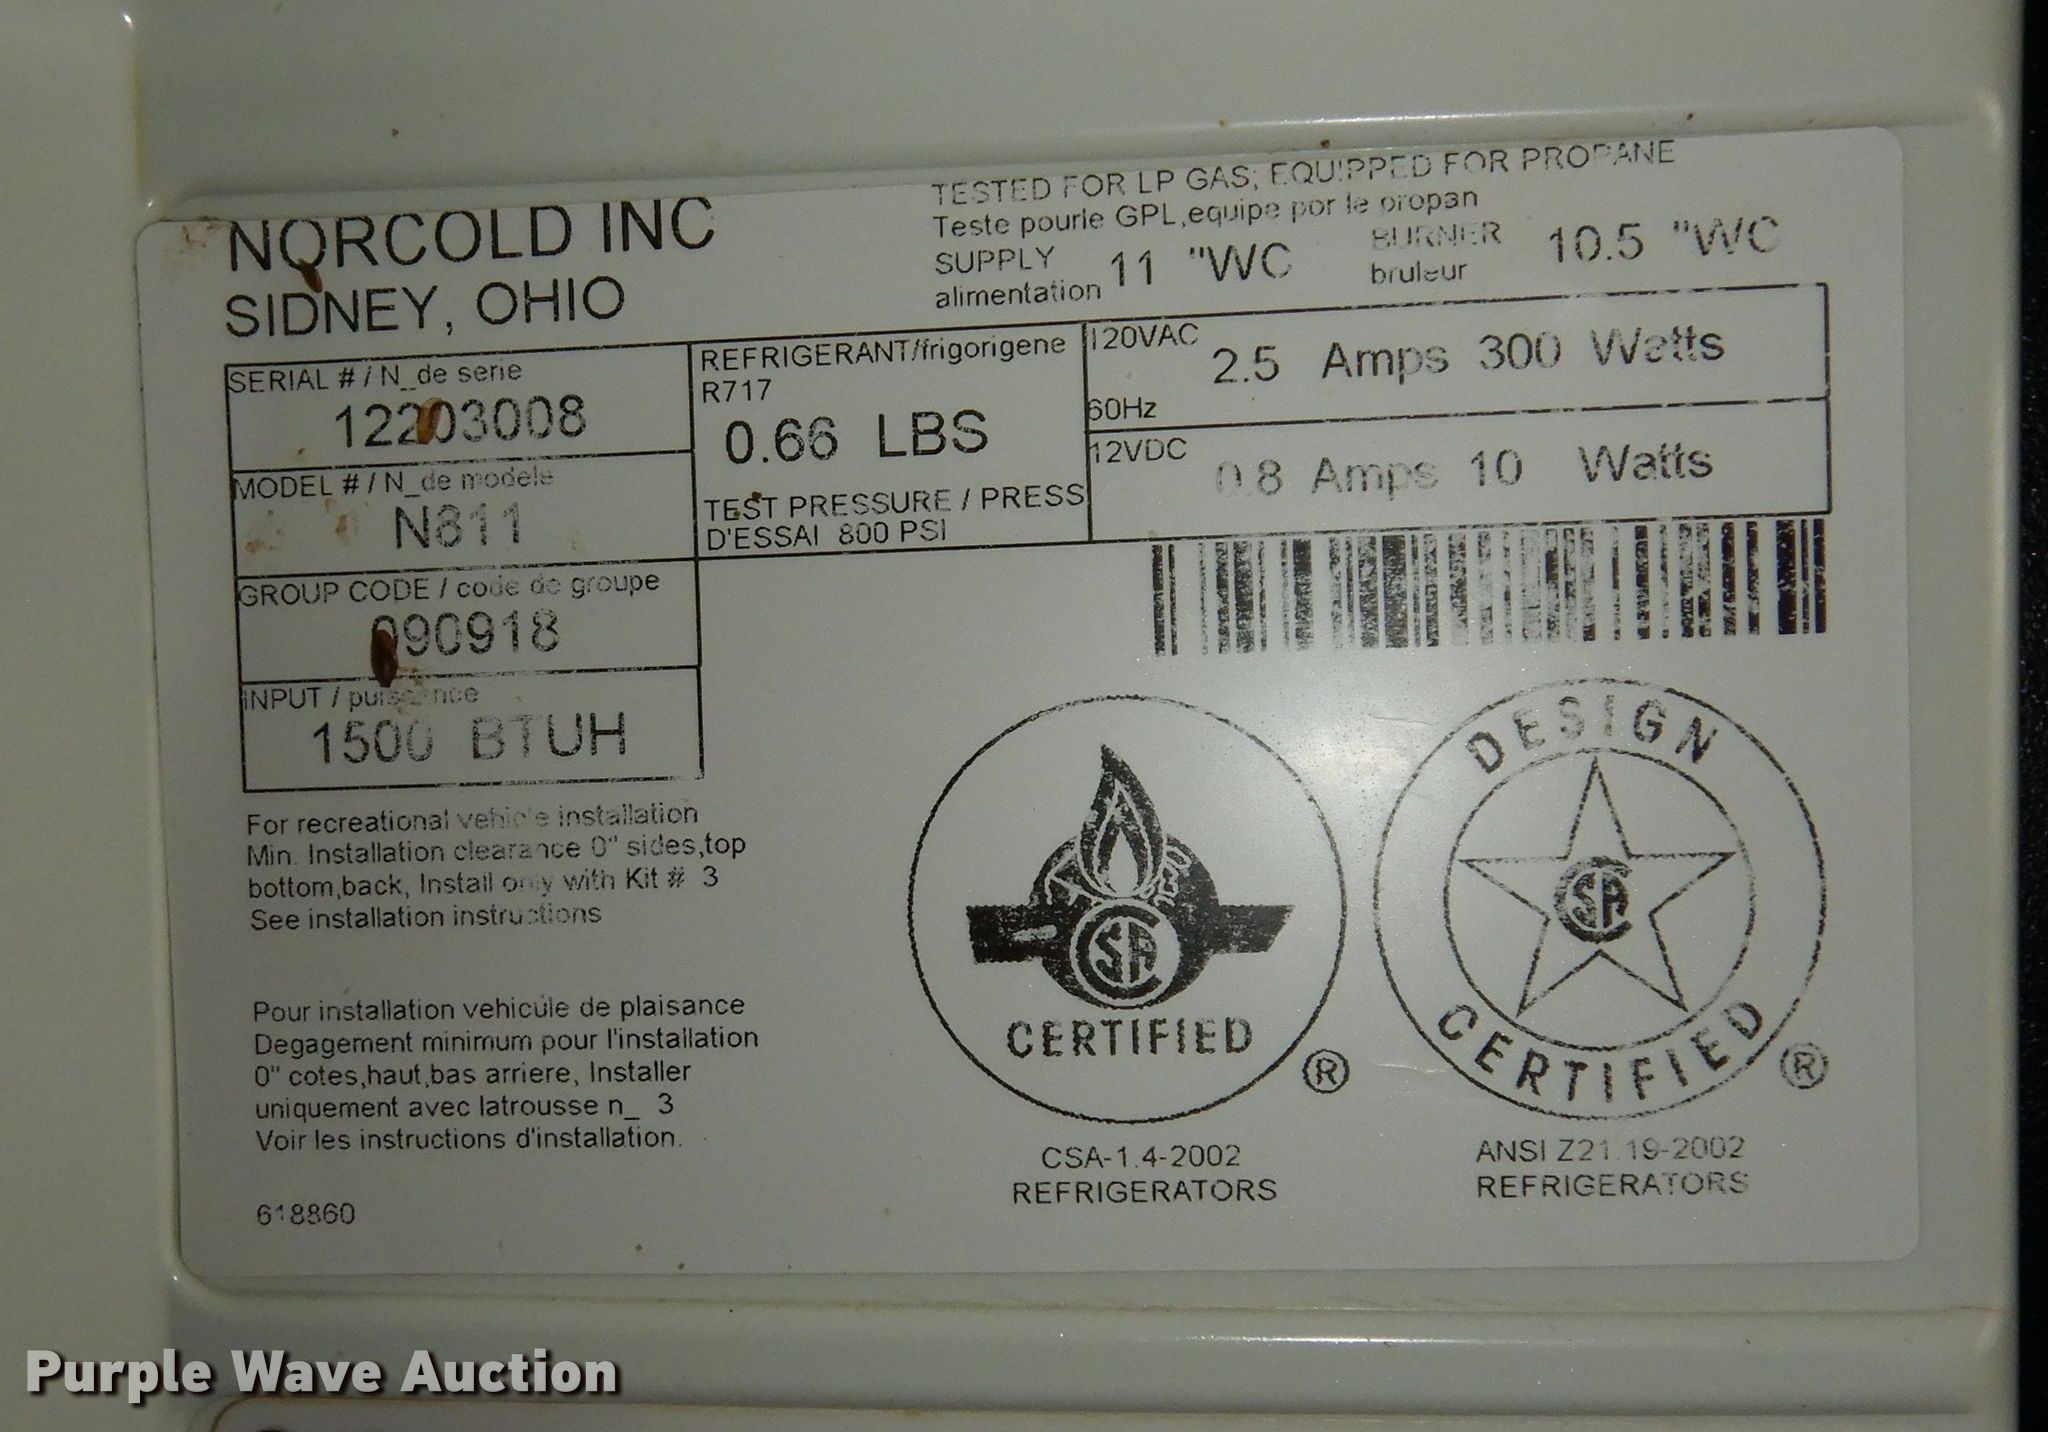 NORCOLD INC
SIDNEY, OHIO
TESTED FOR LP GAS; EQUIPPED FOR PROPANE
Teste pourle GPL,equipe por le propan
SUPPLY 11 "WC BURNER 10.5 "WC
alimentation bruleur
SERIAL # / N_de serie
12203008
MODEL # / N_de modele
N811
GROUP CODE / code de groupe
090918
INPUT / puissance
1500 BTUH
REFRIGERANT/frigorigene
R717
0.66 LBS
TEST PRESSURE / PRESS
D'ESSAI 800 PSI
120VAC
2.5 Amps 300 Watts
60Hz
12VDC
0.8 Amps 10 Watts
For recreational vehicle installation
Min. Installation clearance 0" sides,top
bottom,back, Install only with Kit # 3
See installation instructions
Pour installation vehicule de plaisance
Degagement minimum pour l'installation
0" cotes,haut,bas arriere, Installer
uniquement avec latrousse n_ 3
Voir les instructions d'installation.
618860
CSA
CERTIFIED
®
CSA-1.4-2002
REFRIGERATORS
DESIGN
CSA
CERTIFIED
®
ANSI Z21.19-2002
REFRIGERATORS
Purple Wave Auction